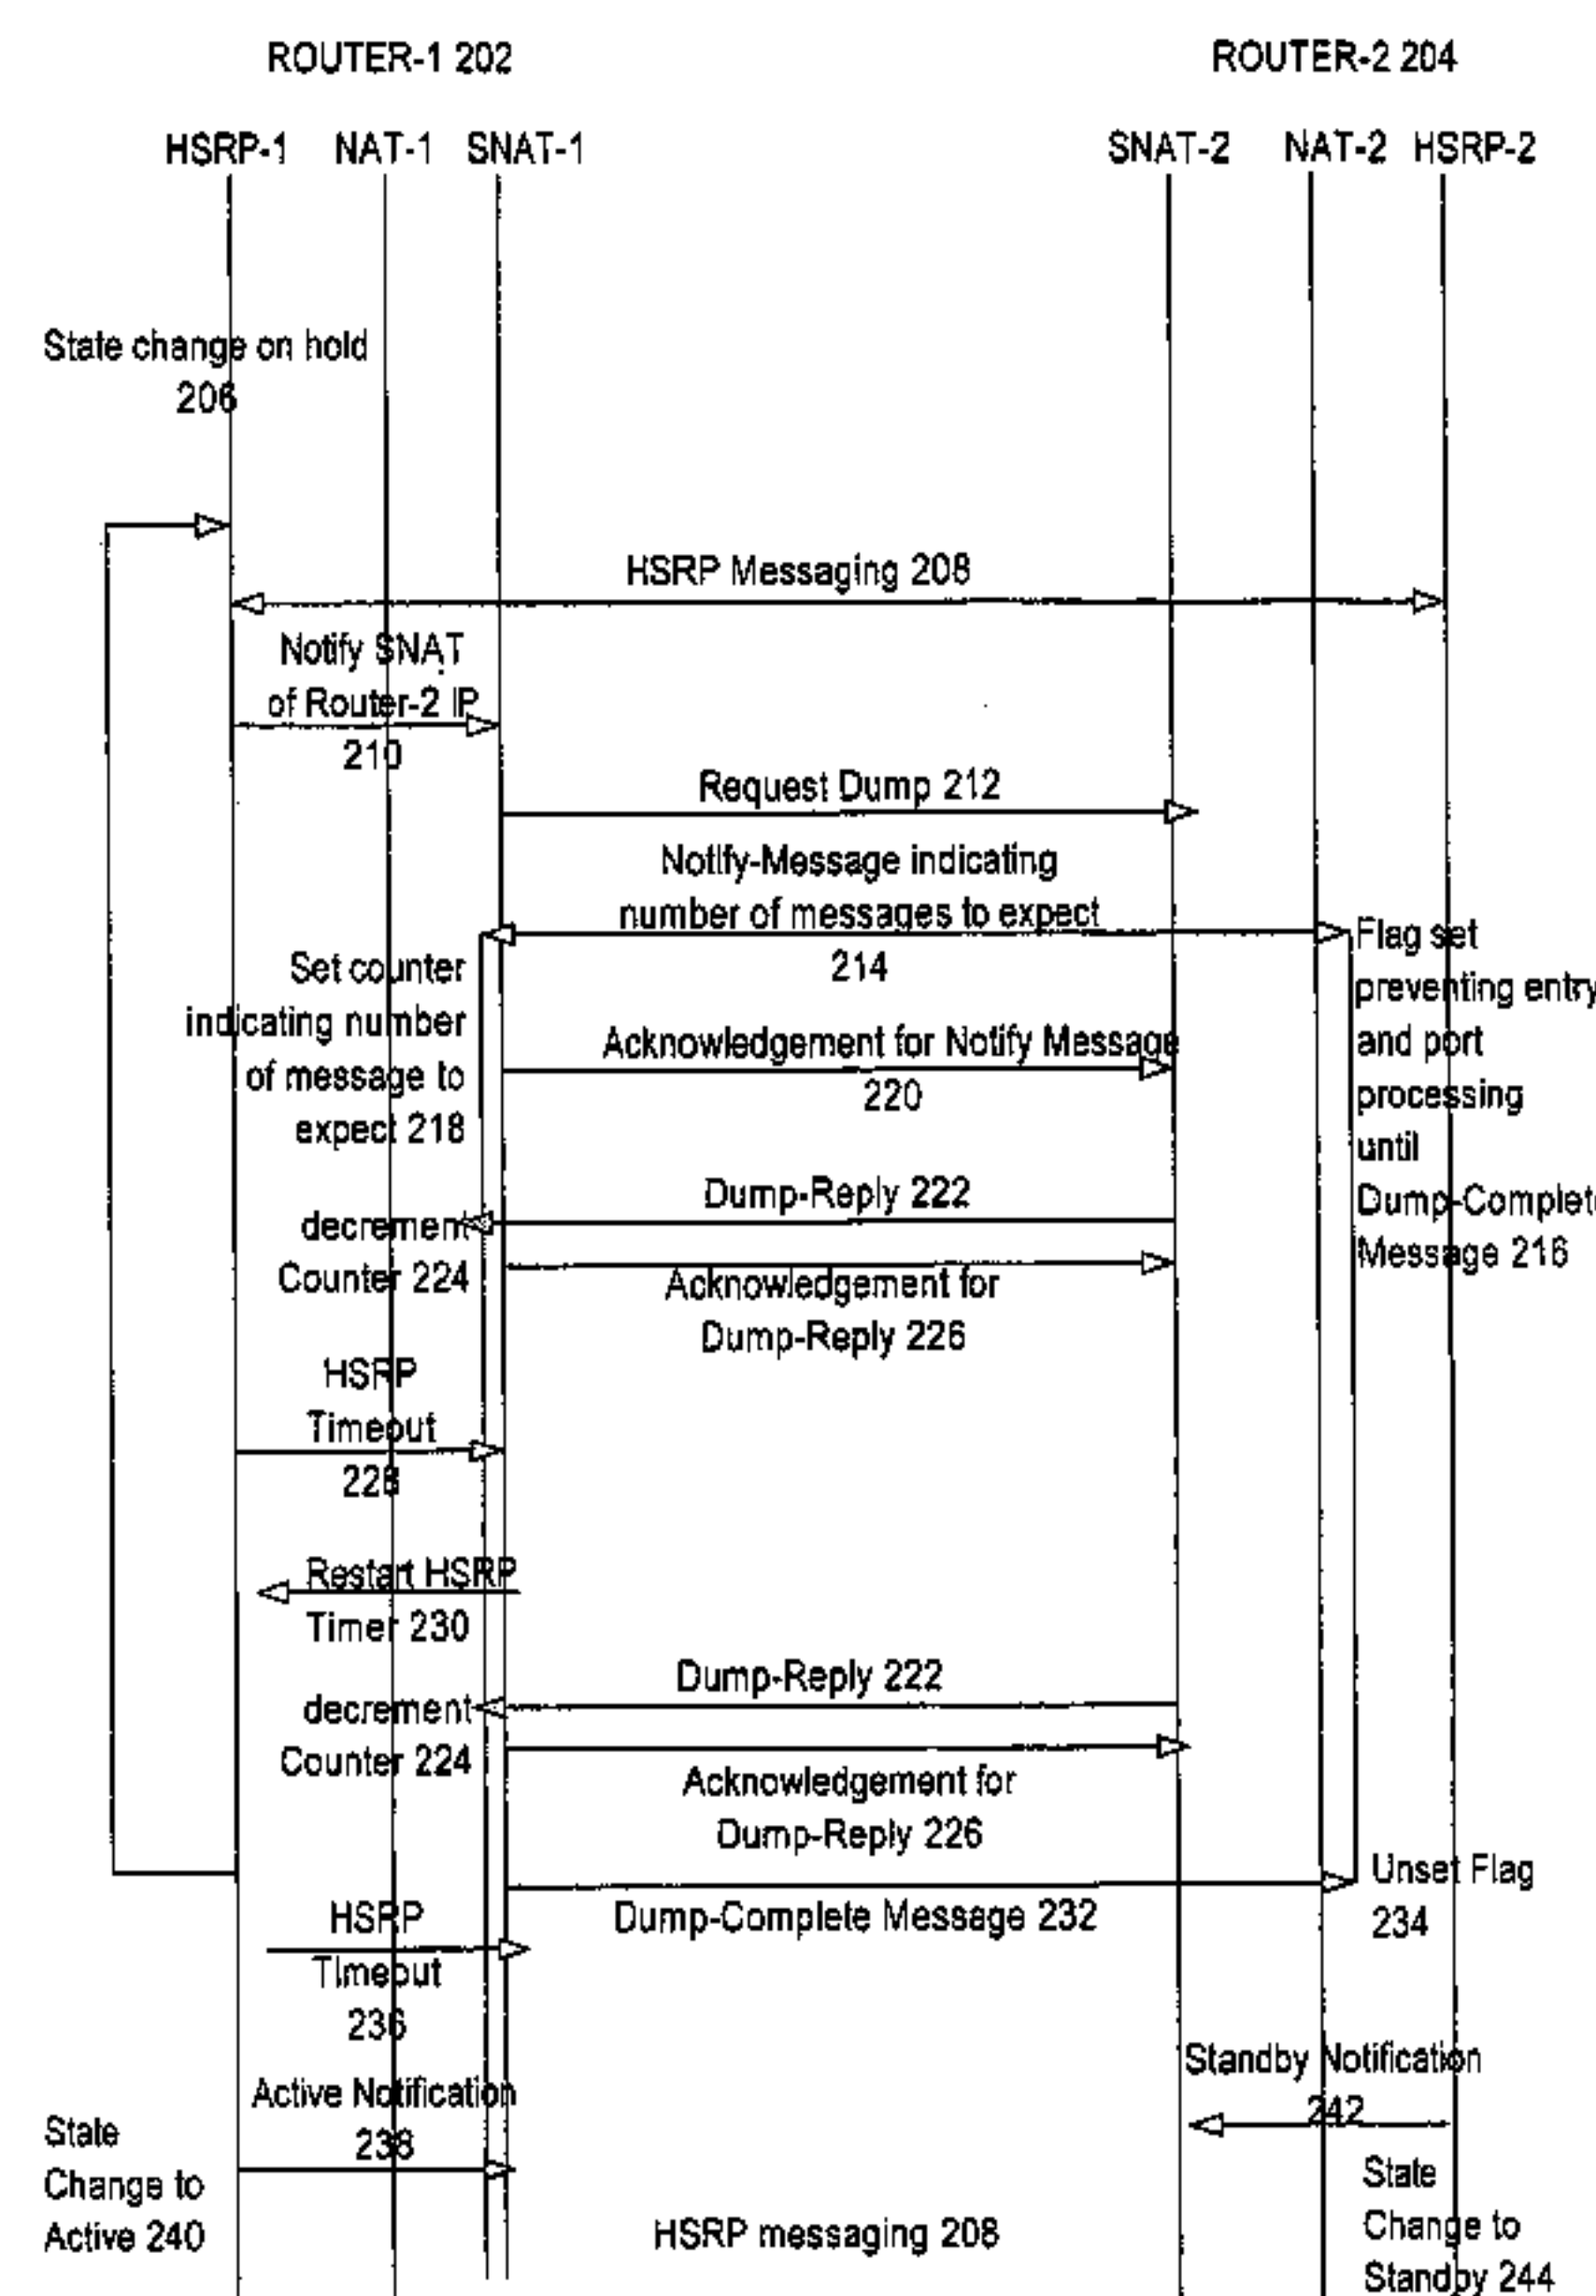 ROUTER-1 202
ROUTER-2 204
HSRP-1 NAT-1 SNAT-1
SNAT-2 NAT-2 HSRP-2
State change on hold
206
HSRP Messaging 208
Notify SNAT
of Router-2 IP
210
Request Dump 212
Notify-Message indicating
number of messages to expect
214
Flag set
preventing entry
and port
processing
until
Dump-Complete
Message 216
Set counter
indicating number
of message to
expect 218
Acknowledgement for Notify Message
220
Dump-Reply 222
decrement
Counter 224
Acknowledgement for
Dump-Reply 226
HSRP
Timeout
228
Restart HSRP
Timer 230
Dump-Reply 222
decrement
Counter 224
Acknowledgement for
Dump-Reply 226
Unset Flag
234
Dump-Complete Message 232
HSRP
Timeout
236
Standby Notification
242
Active Notification
238
State
Change to
Active 240
State
Change to
Standby 244
HSRP messaging 208